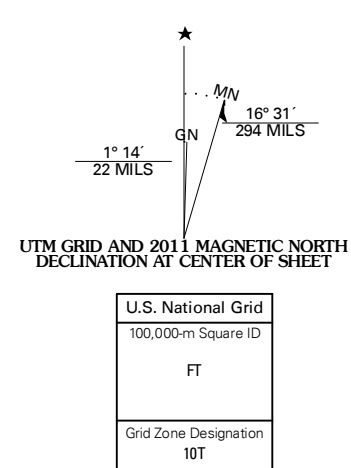 MN
16° 31´
294 MILS
GN
1° 14´
22 MILS
UTM GRID AND 2011 MAGNETIC NORTH
DECLINATION AT CENTER OF SHEET
U.S. National Grid
100,000-m Square ID
FT
Grid Zone Designation
10T